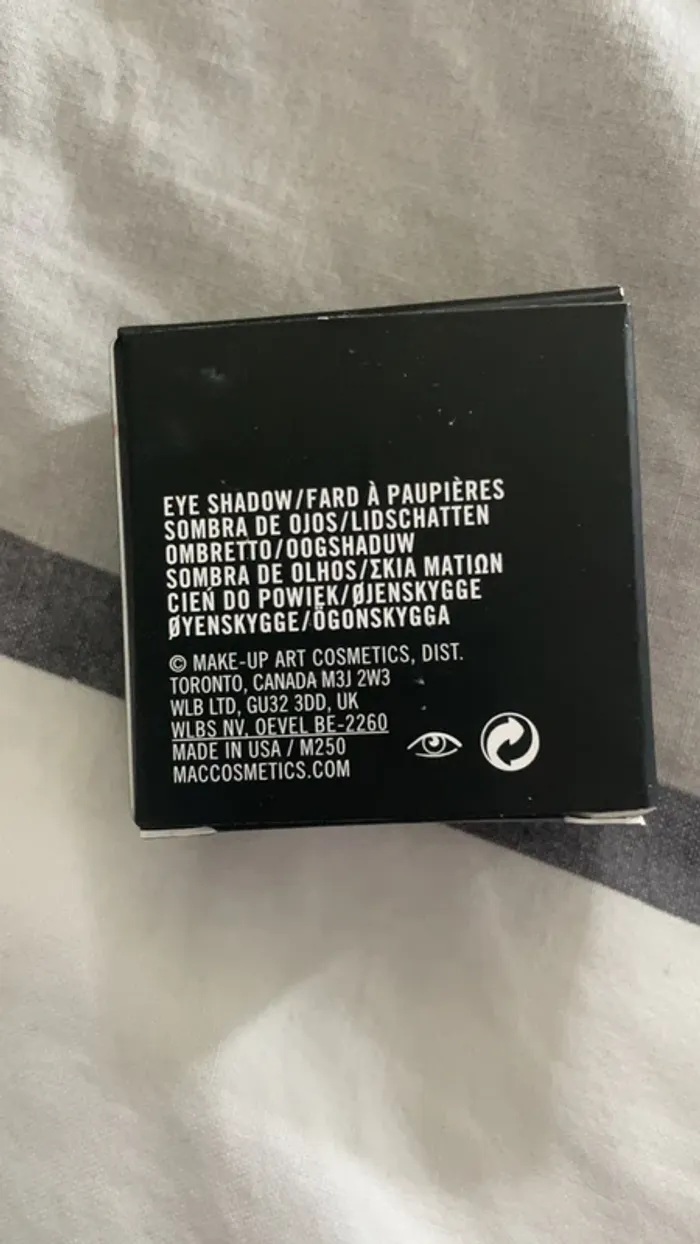 EYE SHADOW/FARD À PAUPIÈRES
SOMBRA DE OJOS/LIDSCHATTEN
OMBRETTO/OOGSHADUW
SOMBRA DE OLHOS/ΣΚΙΑ ΜΑΤΙΩΝ
CIEŃ DO POWIEK/ØJENSKYGGE
ØYENSKYGGE/ÖGONSKYGGA
© MAKE-UP ART COSMETICS, DIST.
TORONTO, CANADA M3J 2W3
WLB LTD, GU32 3DD, UK
WLBS NV, OEVEL BE-2260
MADE IN USA / M250
MACCOSMETICS.COM